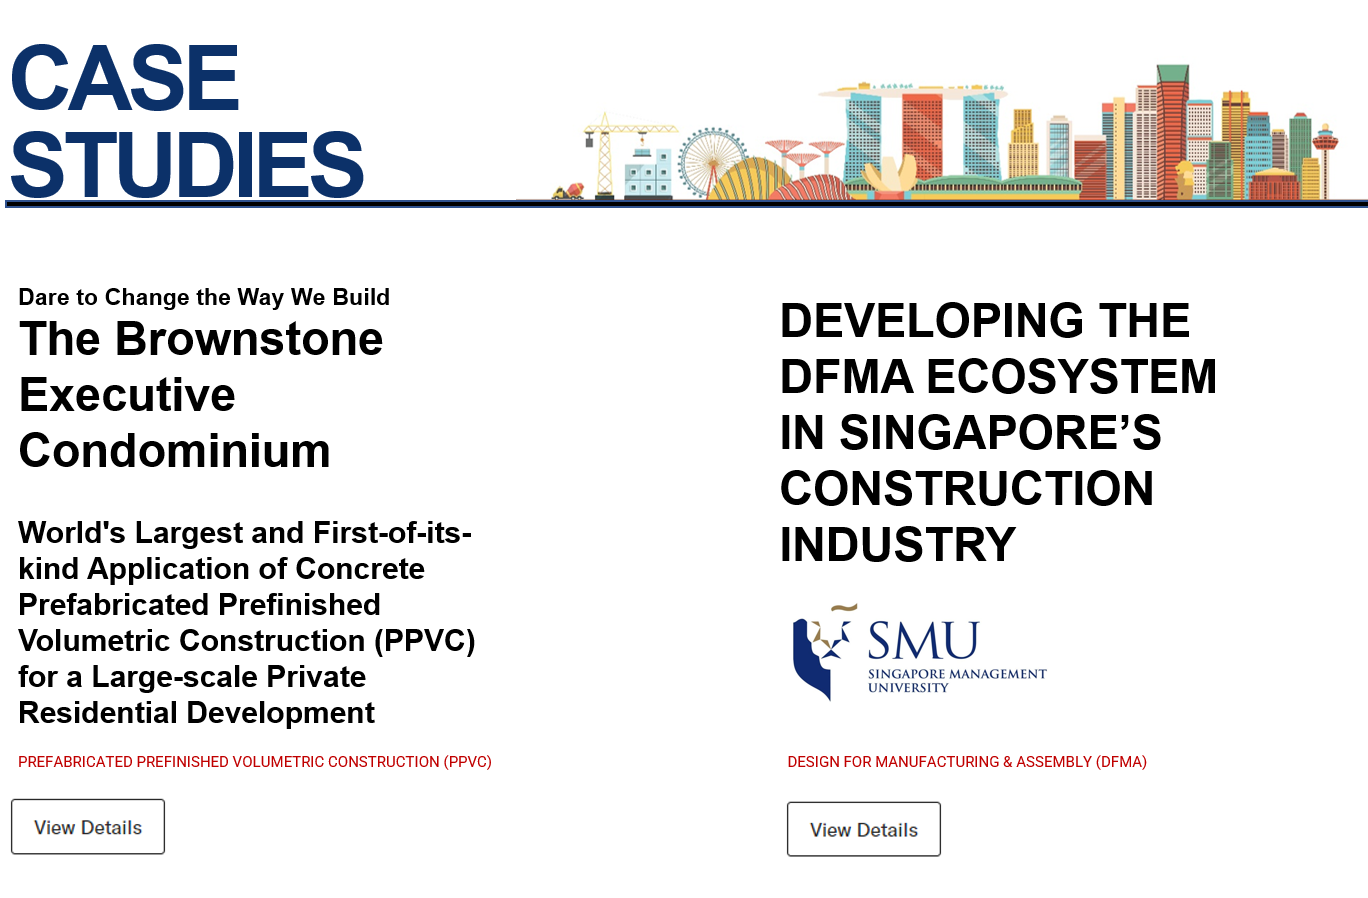 CASE
STUDIES
Dare to Change the Way We Build
The Brownstone
Executive
Condominium
World's Largest and First-of-its-
kind Application of Concrete
Prefabricated Prefinished
Volumetric Construction (PPVC)
for a Large-scale Private
Residential Development
PREFABRICATED PREFINISHED VOLUMETRIC CONSTRUCTION (PPVC)
View Details
DEVELOPING THE
DFMA ECOSYSTEM
IN SINGAPORE’S
CONSTRUCTION
INDUSTRY
SMU
SINGAPORE MANAGEMENT
UNIVERSITY
DESIGN FOR MANUFACTURING & ASSEMBLY (DFMA)
View Details